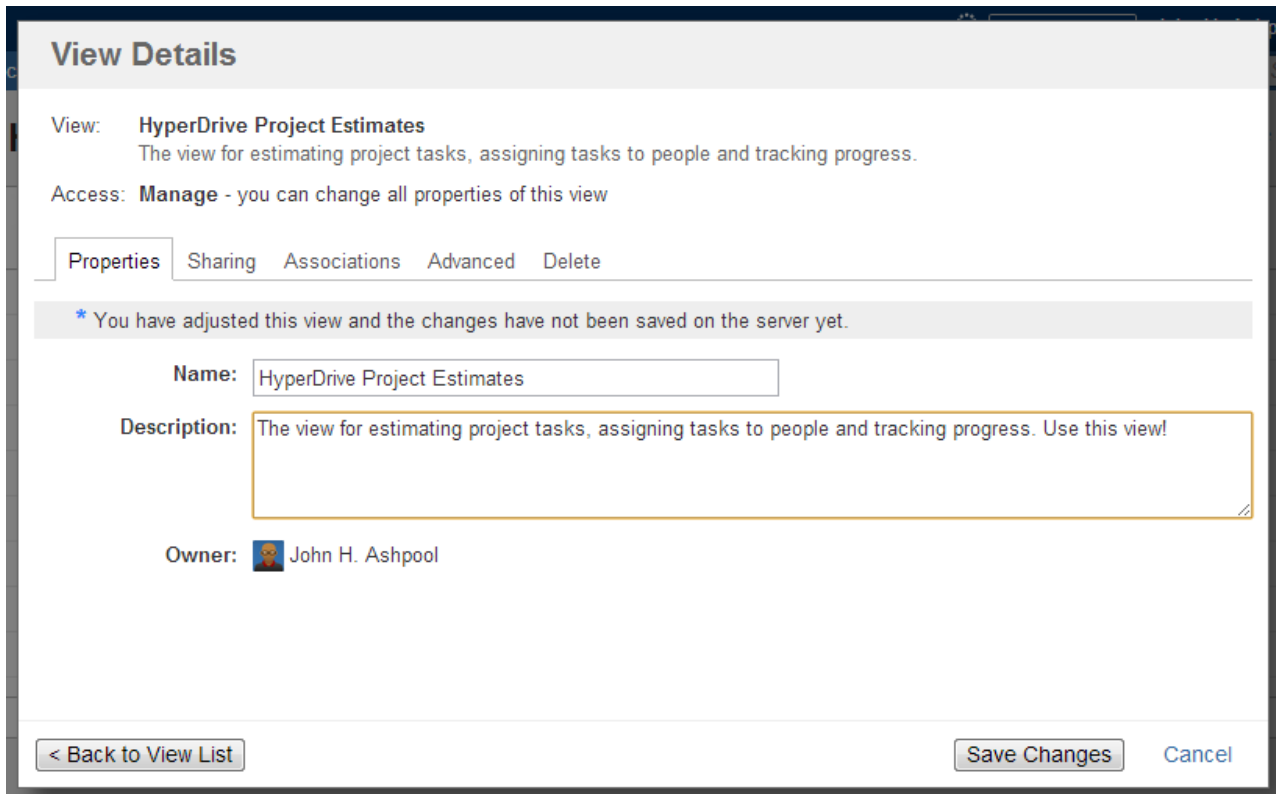 View Details
View: HyperDrive Project Estimates
The view for estimating project tasks, assigning tasks to people and tracking progress.
Access: Manage - you can change all properties of this view
Properties Sharing Associations Advanced Delete
* You have adjusted this view and the changes have not been saved on the server yet.
Name: HyperDrive Project Estimates
Description: The view for estimating project tasks, assigning tasks to people and tracking progress. Use this view!
Owner: John H. Ashpool
< Back to View List Save Changes Cancel